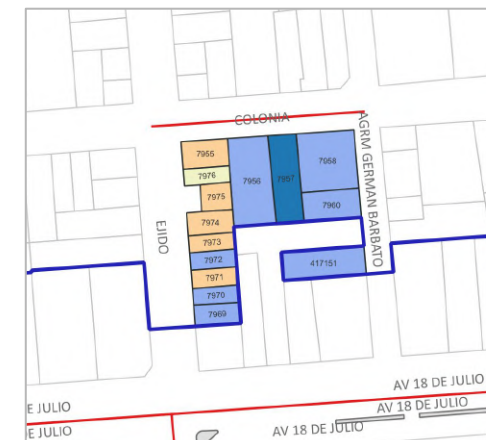 COLONIA
AGRM GERMAN BARBATO
7955
7976
7975
7956
7957
7958
7960
EJIDO
7974
7973
7972
7971
7970
7969
417151
AV 18 DE JULIO
AV 18 DE JULIO
E JULIO
E JULIO
AV 18 DE JULIO